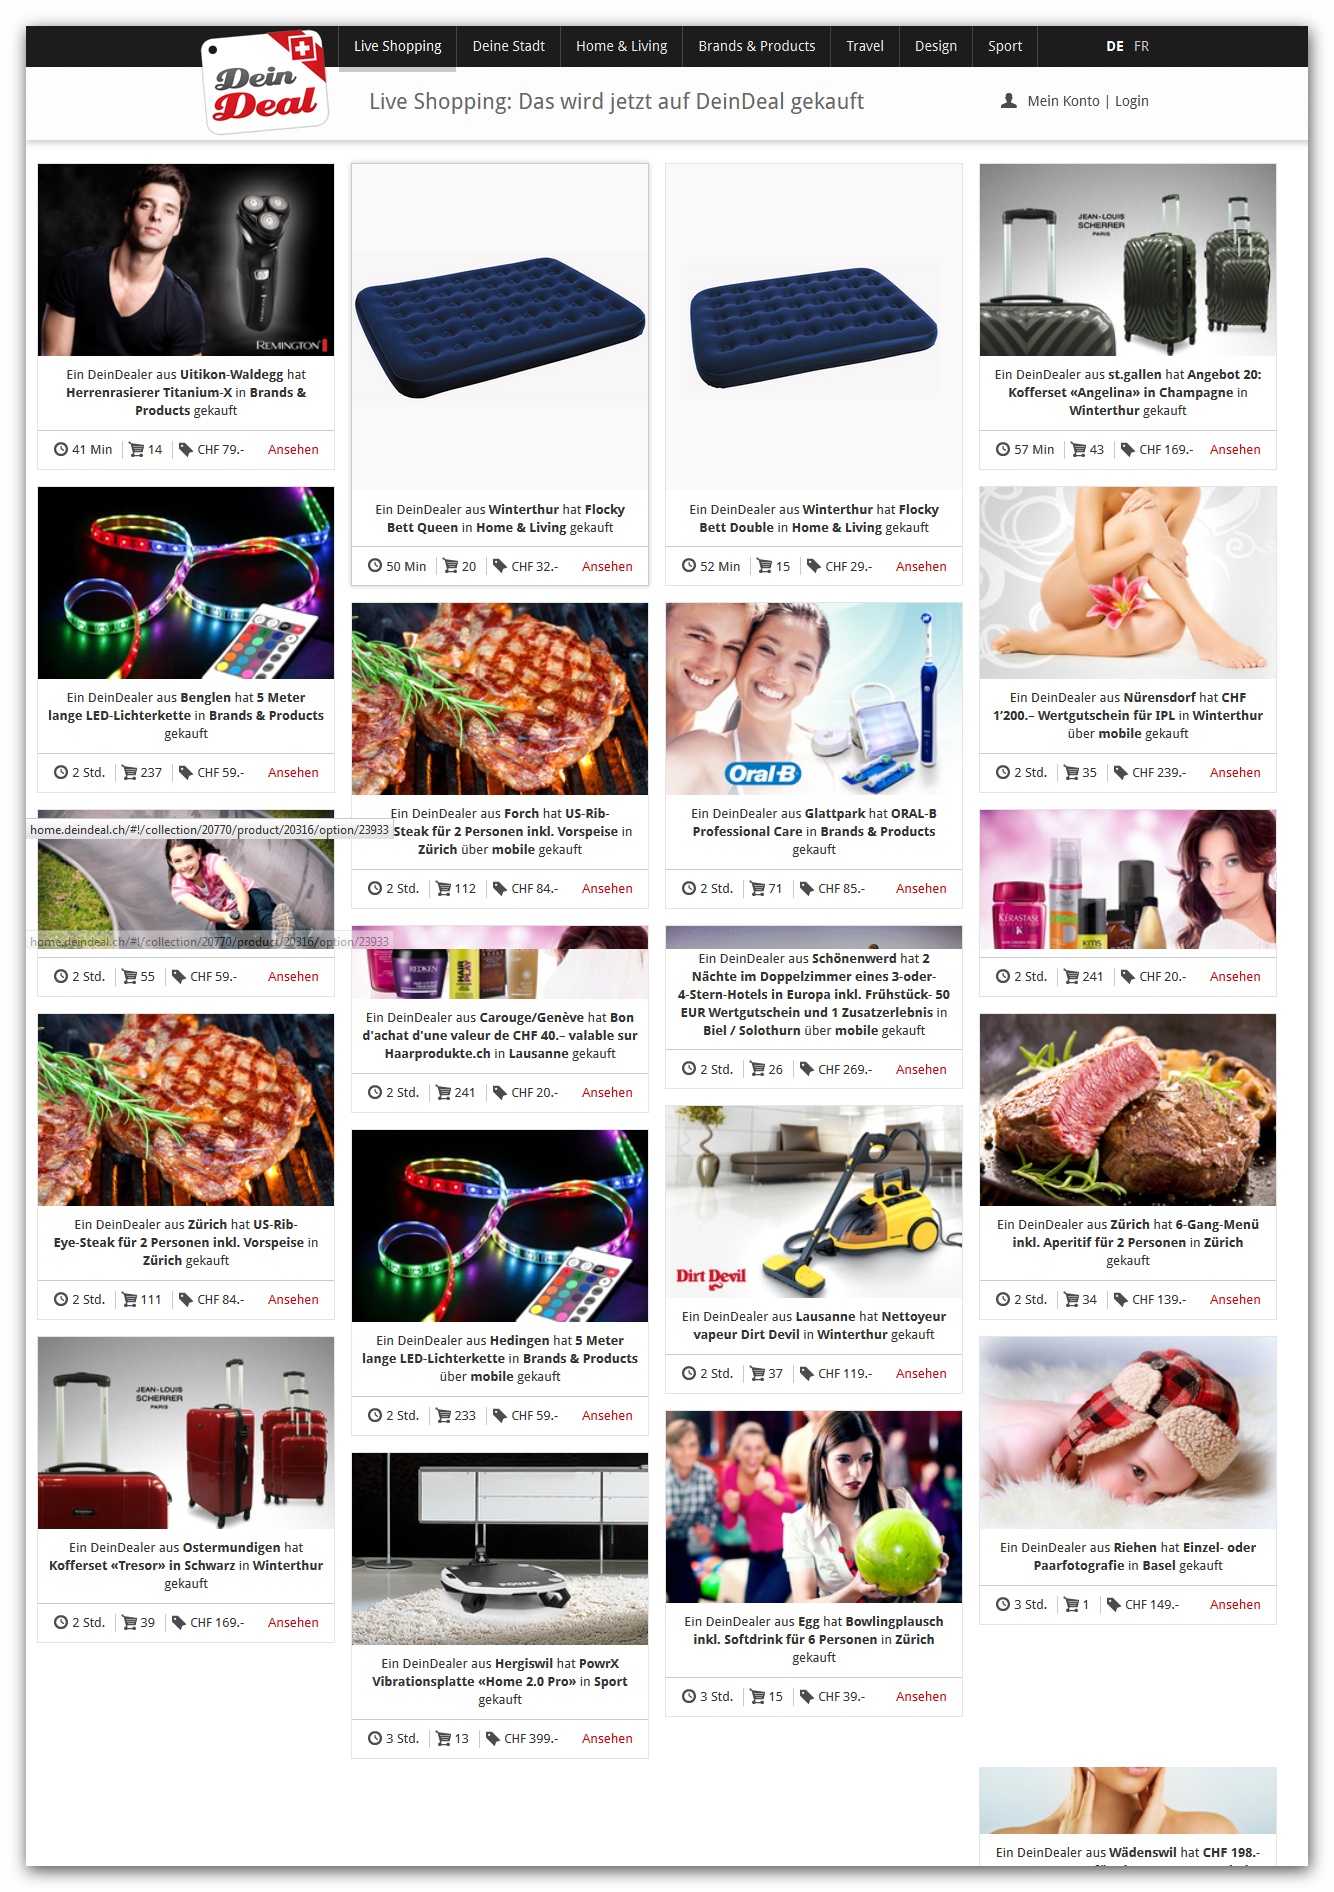 Live Shopping
Deine Stadt
Home & Living
Brands & Products
Travel
Design
Sport
DE FR
Dein
Deal
Live Shopping: Das wird jetzt auf DeinDeal gekauft
Mein Konto | Login
REMINGTON
Ein DeinDealer aus Uitikon-Waldegg hat
Herrenrasierer Titanium-X in Brands &
Products gekauft
41 Min 14 CHF 79.- Ansehen
Ein DeinDealer aus Winterthur hat Flocky
Bett Queen in Home & Living gekauft
50 Min 20 CHF 32.- Ansehen
Ein DeinDealer aus Winterthur hat Flocky
Bett Double in Home & Living gekauft
52 Min 15 CHF 29.- Ansehen
JEAN-LOUIS
SCHERRER
PARIS
Ein DeinDealer aus st.gallen hat Angebot 20:
Kofferset «Angelina» in Champagne in
Winterthur gekauft
57 Min 43 CHF 169.- Ansehen
Ein DeinDealer aus Benglen hat 5 Meter
lange LED-Lichterkette in Brands & Products
gekauft
2 Std. 237 CHF 59.- Ansehen
Ein DeinDealer aus Forch hat US-Rib-
Steak für 2 Personen inkl. Vorspeise in
Zürich über mobile gekauft
2 Std. 112 CHF 84.- Ansehen
Oral-B
Ein DeinDealer aus Glattpark hat ORAL-B
Professional Care in Brands & Products
gekauft
2 Std. 71 CHF 85.- Ansehen
Ein DeinDealer aus Nürensdorf hat CHF
1'200.– Wertgutschein für IPL in Winterthur
über mobile gekauft
2 Std. 35 CHF 239.- Ansehen
home.deindeal.ch/#!/collection/20770/product/20316/option/23933
home.deindeal.ch/#!/collection/20770/product/20316/option/23933
2 Std. 55 CHF 59.- Ansehen
REDKEN
HAIR
PLAY
Ein DeinDealer aus Carouge/Genève hat Bon
d'achat d'une valeur de CHF 40.– valable sur
Haarprodukte.ch in Lausanne gekauft
2 Std. 241 CHF 20.- Ansehen
Ein DeinDealer aus Schönenwerd hat 2
Nächte im Doppelzimmer eines 3-oder-
4-Stern-Hotels in Europa inkl. Frühstück- 50
EUR Wertgutschein und 1 Zusatzerlebnis in
Biel / Solothurn über mobile gekauft
2 Std. 26 CHF 269.- Ansehen
KÉRASTASE
K
kms
2 Std. 241 CHF 20.- Ansehen
Ein DeinDealer aus Zürich hat US-Rib-
Eye-Steak für 2 Personen inkl. Vorspeise in
Zürich gekauft
2 Std. 111 CHF 84.- Ansehen
Ein DeinDealer aus Hedingen hat 5 Meter
lange LED-Lichterkette in Brands & Products
über mobile gekauft
2 Std. 233 CHF 59.- Ansehen
Dirt Devil
Ein DeinDealer aus Lausanne hat Nettoyeur
vapeur Dirt Devil in Winterthur gekauft
2 Std. 37 CHF 119.- Ansehen
Ein DeinDealer aus Zürich hat 6-Gang-Menü
inkl. Aperitif für 2 Personen in Zürich
gekauft
2 Std. 34 CHF 139.- Ansehen
JEAN-LOUIS
SCHERRER
PARIS
Ein DeinDealer aus Ostermundigen hat
Kofferset «Tresor» in Schwarz in Winterthur
gekauft
2 Std. 39 CHF 169.- Ansehen
POWRX
Ein DeinDealer aus Hergiswil hat PowrX
Vibrationsplatte «Home 2.0 Pro» in Sport
gekauft
3 Std. 13 CHF 399.- Ansehen
Ein DeinDealer aus Egg hat Bowlingplausch
inkl. Softdrink für 6 Personen in Zürich
gekauft
3 Std. 15 CHF 39.- Ansehen
Ein DeinDealer aus Riehen hat Einzel- oder
Paarfotografie in Basel gekauft
3 Std. 1 CHF 149.- Ansehen
Ein DeinDealer aus Wädenswil hat CHF 198.-